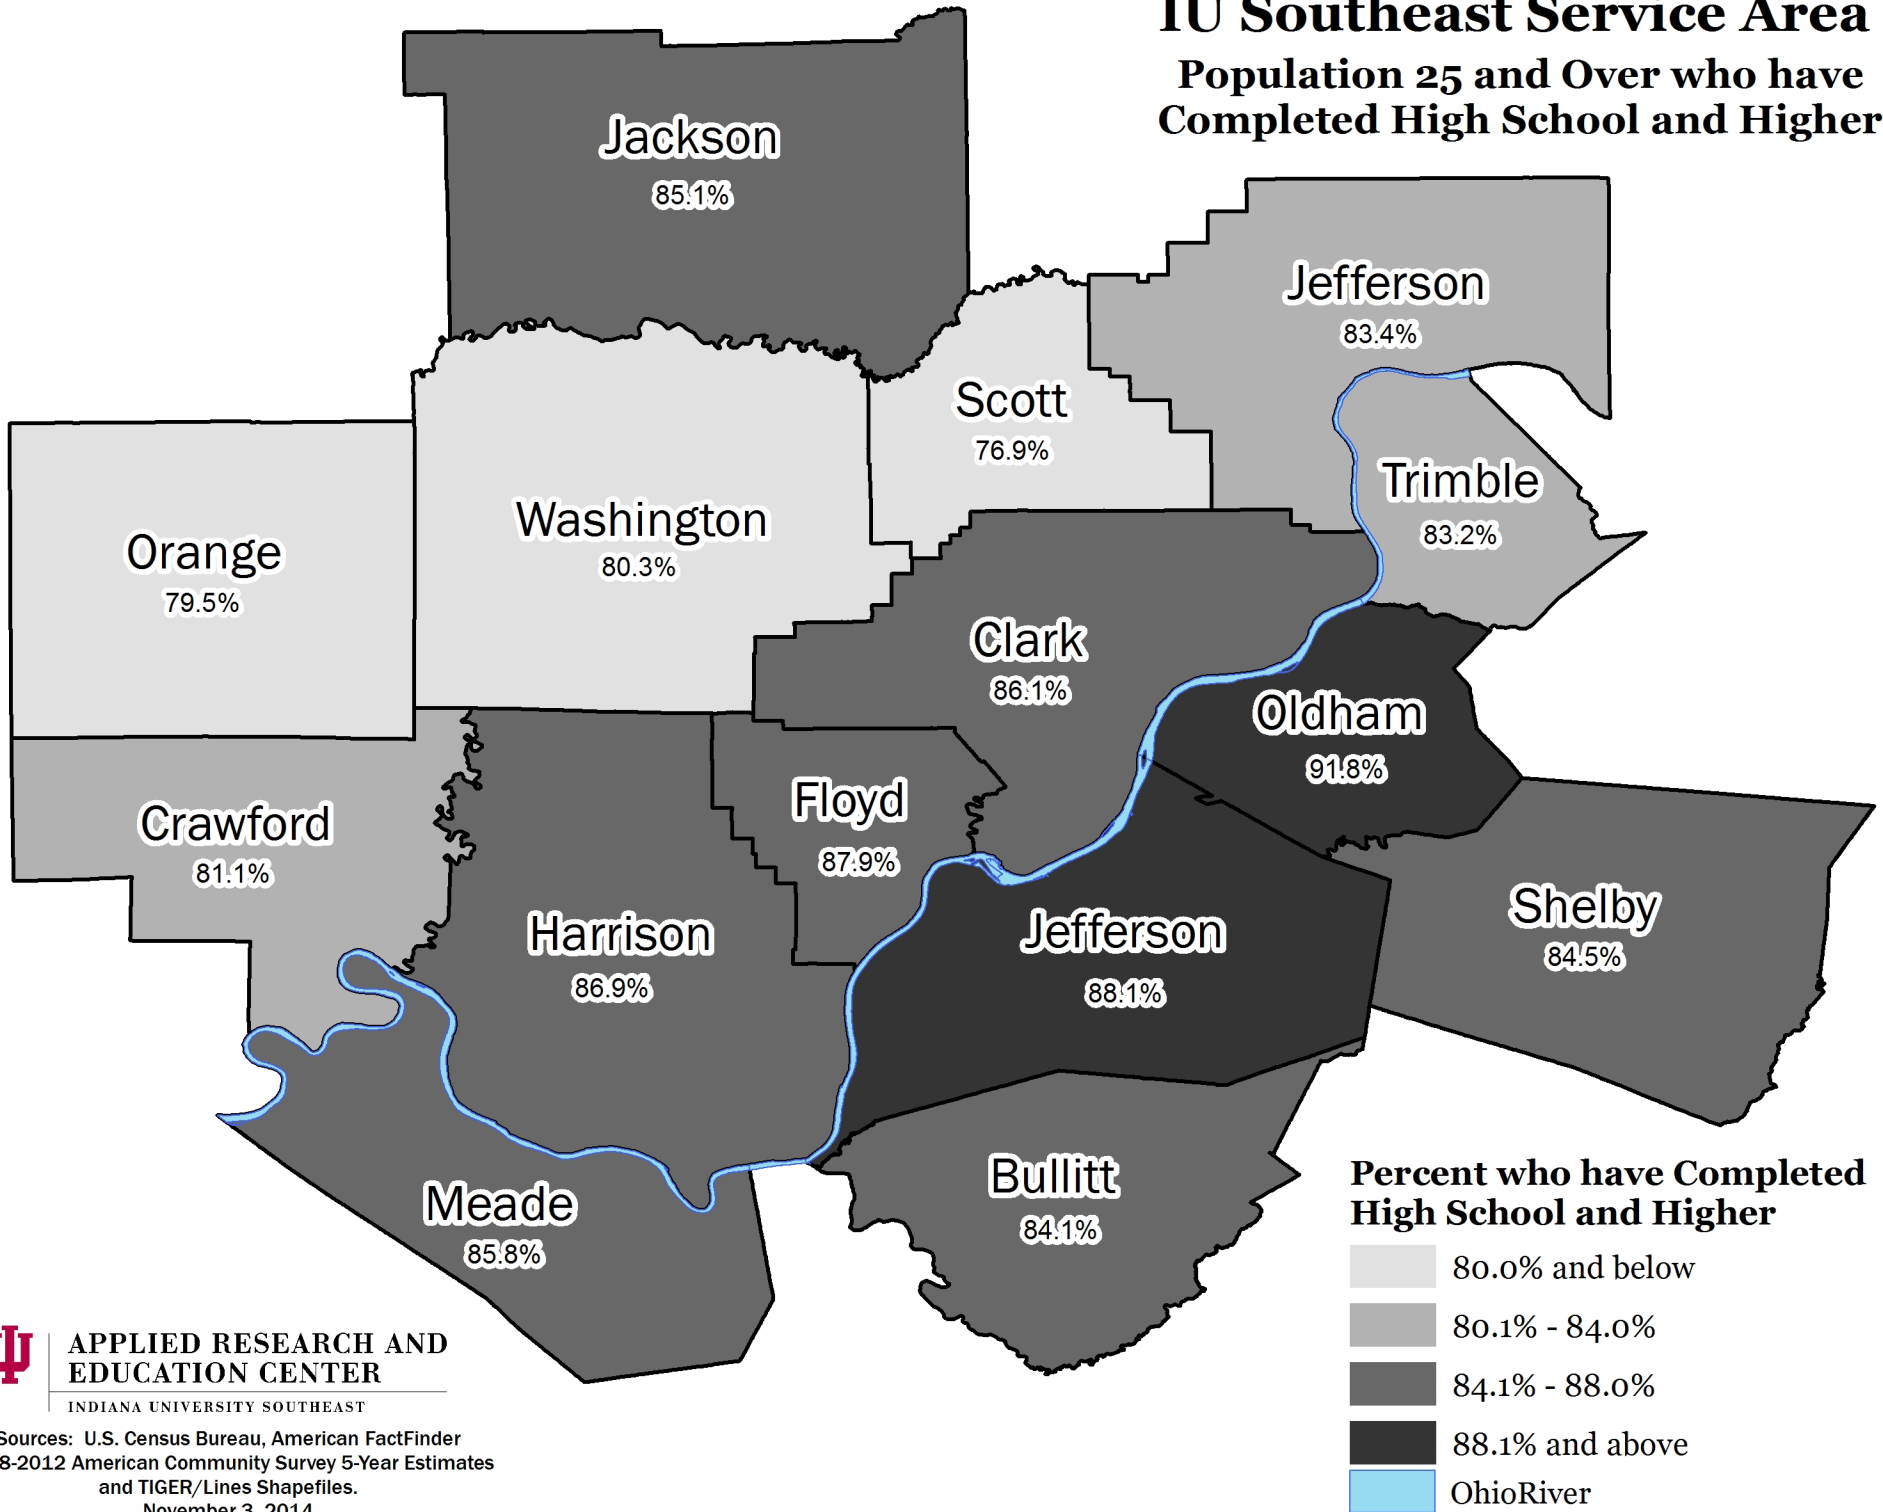 IU Southeast Service Area
Population 25 and Over who have
Completed High School and Higher
Jackson
85.1%
Jefferson
83.4%
Scott
76.9%
Trimble
83.2%
Washington
80.3%
Orange
79.5%
Clark
86.1%
Oldham
91.8%
Floyd
87.9%
Crawford
81.1%
Harrison
86.9%
Jefferson
88.1%
Shelby
84.5%
Meade
85.8%
Bullitt
84.1%
Percent who have Completed
High School and Higher
80.0% and below
80.1% - 84.0%
84.1% - 88.0%
88.1% and above
OhioRiver
APPLIED RESEARCH AND
EDUCATION CENTER
INDIANA UNIVERSITY SOUTHEAST
Sources: U.S. Census Bureau, American FactFinder
8-2012 American Community Survey 5-Year Estimates
and TIGER/Lines Shapefiles.
November 3, 2014